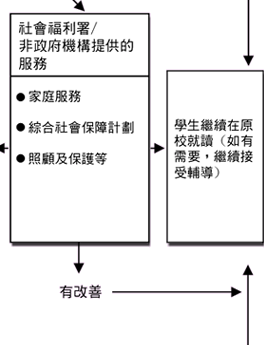 社會福利署/
非政府機構提供的
服務
● 家庭服務
● 綜合社會保障計劃
● 照顧及保護等
學生繼續在原
校就讀（如有
需要，繼續接
受輔導）
有改善